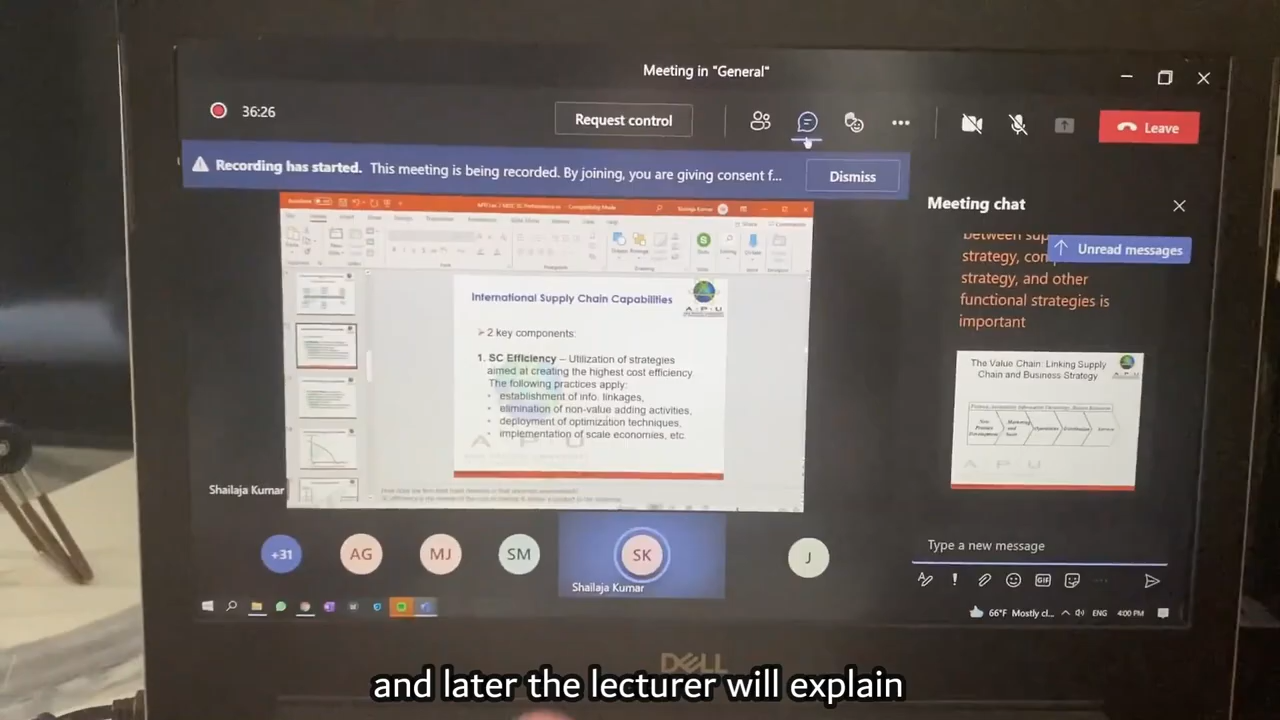 Meeting in "General"
36:26
Request control
Leave
Recording has started. This meeting is being recorded. By joining, you are giving consent f...
Dismiss
Meeting chat
Unread messages
strategy, com
strategy, and other
functional strategies is
important
International Supply Chain Capabilities
A P U
➢ 2 key components:
1. SC Efficiency – Utilization of strategies
aimed at creating the highest cost efficiency.
The following practices apply:
• establishment of info. linkages,
• elimination of non-value adding activities,
• deployment of optimization techniques,
• implementation of scale economies, etc.
A P U
The Value Chain: Linking Supply
Chain and Business Strategy
A P U
Shailaja Kumar
+31
AG
MJ
SM
SK
J
Shailaja Kumar
Type a new message
GIF
66°F Mostly cl...
ENG
4:00 PM
DELL
and later the lecturer will explain